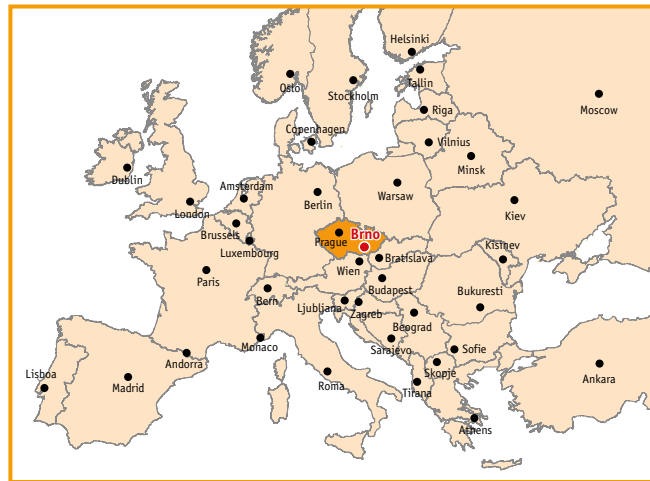 Helsinki
Tallin
Oslo
Stockholm
Moscow
Riga
Copenhagen
Vilnius
Minsk
Dublin
Amsterdam
Berlin
Warsaw
London
Kiev
Brussels
Prague
Brno
Kisinev
Luxembourg
Wien
Bratislava
Paris
Bern
Budapest
Bukuresti
Ljubljana
Zagreb
Beograd
Monaco
Sarajevo
Sofie
Andorra
Lisboa
Madrid
Roma
Skopje
Tirana
Ankara
Athens